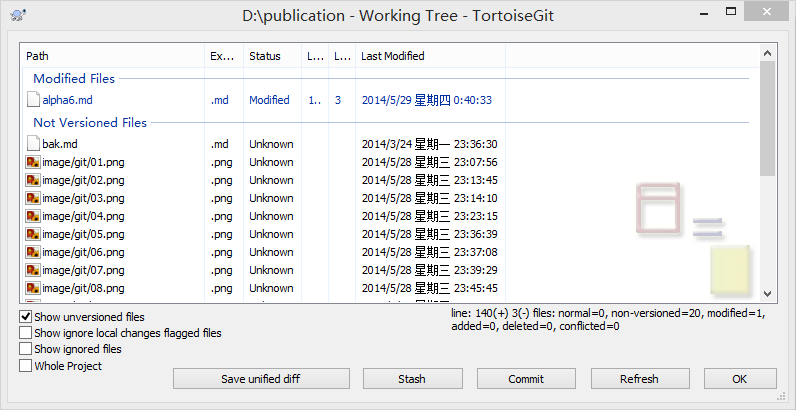 D:\publication - Working Tree - TortoiseGit
Path Ex... Status L... L... Last Modified
Modified Files
alpha6.md .md Modified 1.. 3 2014/5/29 星期四 0:40:33
Not Versioned Files
bak.md .md Unknown 2014/3/24 星期一 23:36:30
image/git/01.png .png Unknown 2014/5/28 星期三 23:07:56
image/git/02.png .png Unknown 2014/5/28 星期三 23:13:45
image/git/03.png .png Unknown 2014/5/28 星期三 23:14:10
image/git/04.png .png Unknown 2014/5/28 星期三 23:23:15
image/git/05.png .png Unknown 2014/5/28 星期三 23:36:39
image/git/06.png .png Unknown 2014/5/28 星期三 23:37:08
image/git/07.png .png Unknown 2014/5/28 星期三 23:39:29
image/git/08.png .png Unknown 2014/5/28 星期三 23:45:45
Show unversioned files
Show ignore local changes flagged files
Show ignored files
Whole Project
line: 140(+) 3(-) files: normal=0, non-versioned=20, modified=1,
added=0, deleted=0, conflicted=0
Save unified diff Stash Commit Refresh OK